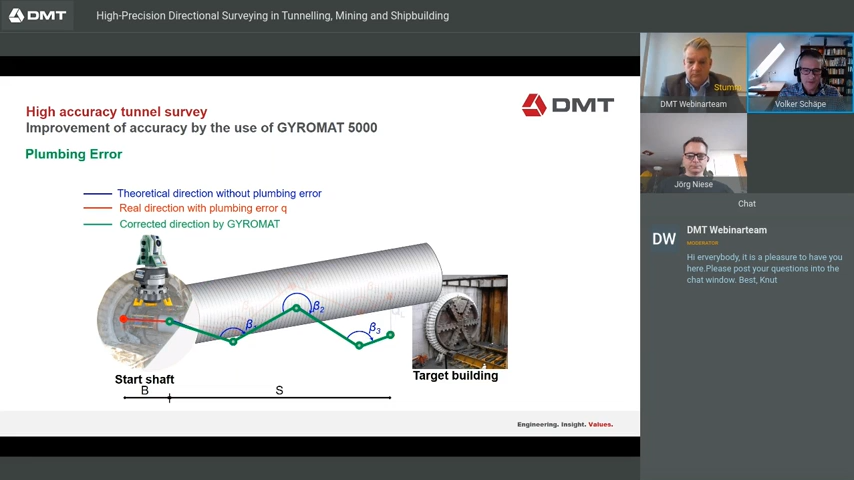 DMT
High-Precision Directional Surveying in Tunnelling, Mining and Shipbuilding
High accuracy tunnel survey
Improvement of accuracy by the use of GYROMAT 5000
DMT
Plumbing Error
Theoretical direction without plumbing error
Real direction with plumbing error q
Corrected direction by GYROMAT
β
β2
β3
Start shaft
Target building
B
S
Engineering. Insight. Values.
DMT Webinarteam
Volker Schäpe
Jörg Niese
Chat
DW
DMT Webinarteam
MODERATOR
Hi erverybody, it is a pleasure to have you
here.Please post your questions into the
chat window. Best, Knut